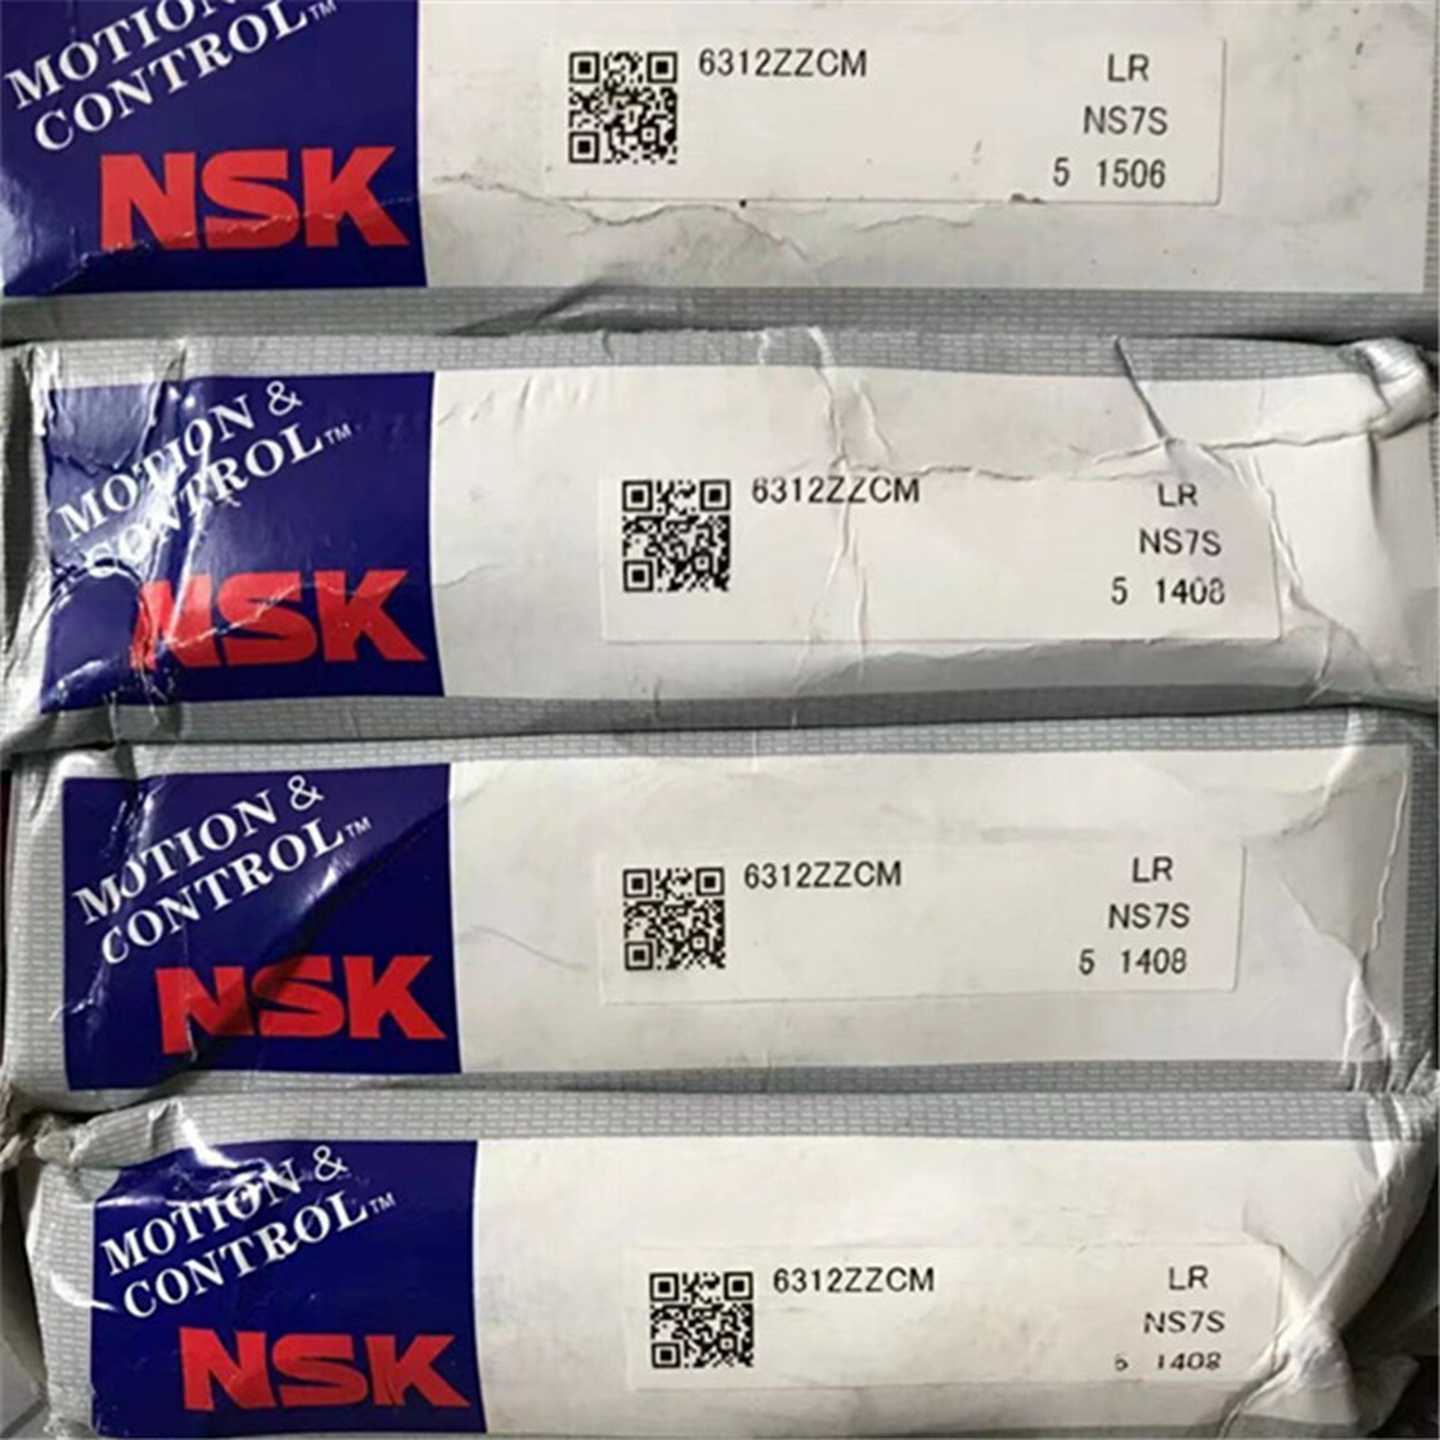 MOTION
CONTROL™
NSK
6312ZZCM
LR
NS7S
5 1506
MOTION &
CONTROL™
NSK
6312ZZCM
LR
NS7S
5 1408
MOTION &
CONTROL™
NSK
6312ZZCM
LR
NS7S
5 1408
MOTION &
CONTROL™
NSK
6312ZZCM
LR
NS7S
5 1408